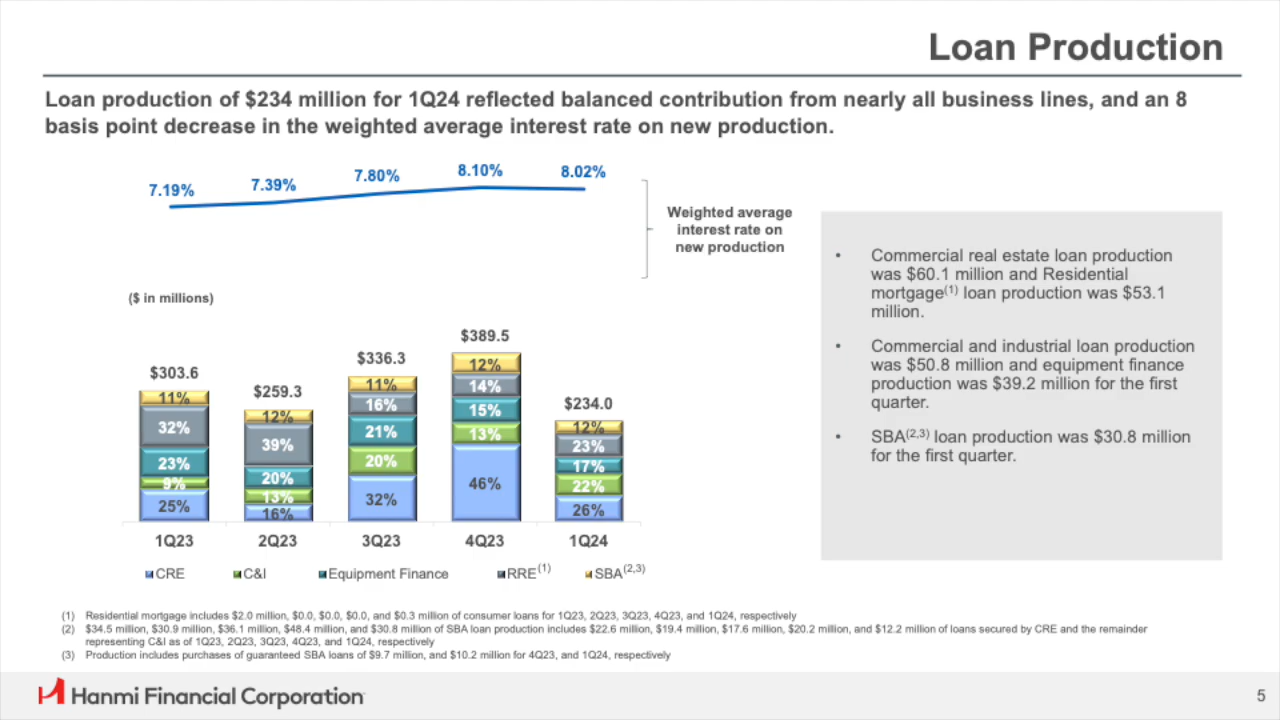 Loan Production
Loan production of $234 million for 1Q24 reflected balanced contribution from nearly all business lines, and an 8
basis point decrease in the weighted average interest rate on new production.
7.19%
7.39%
7.80%
8.10%
8.02%
Weighted average
interest rate on
new production
($ in millions)
$303.6
$259.3
$336.3
$389.5
$234.0
11%
32%
23%
9%
25%
12%
39%
20%
13%
16%
11%
16%
21%
20%
32%
12%
14%
15%
13%
46%
12%
23%
17%
22%
26%
1Q23
2Q23
3Q23
4Q23
1Q24
CRE
C&I
Equipment Finance
RRE(1)
SBA(2,3)
• Commercial real estate loan production
was $60.1 million and Residential
mortgage(1) loan production was $53.1
million.
• Commercial and industrial loan production
was $50.8 million and equipment finance
production was $39.2 million for the first
quarter.
• SBA(2,3) loan production was $30.8 million
for the first quarter.
(1) Residential mortgage includes $2.0 million, $0.0, $0.0, $0.0, and $0.3 million of consumer loans for 1Q23, 2Q23, 3Q23, 4Q23, and 1Q24, respectively
(2) $34.5 million, $30.9 million, $36.1 million, $48.4 million, and $30.8 million of SBA loan production includes $22.6 million, $19.4 million, $17.6 million, $20.2 million, and $12.2 million of loans secured by CRE and the remainder
representing C&I as of 1Q23, 2Q23, 3Q23, 4Q23, and 1Q24, respectively
(3) Production includes purchases of guaranteed SBA loans of $9.7 million, and $10.2 million for 4Q23, and 1Q24, respectively
Hanmi Financial Corporation
5